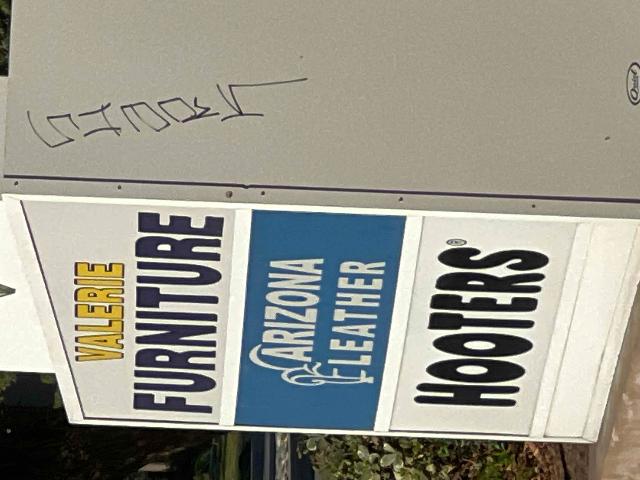 VALERIE
FURNITURE
ARIZONA
LEATHER
HOOTERS®